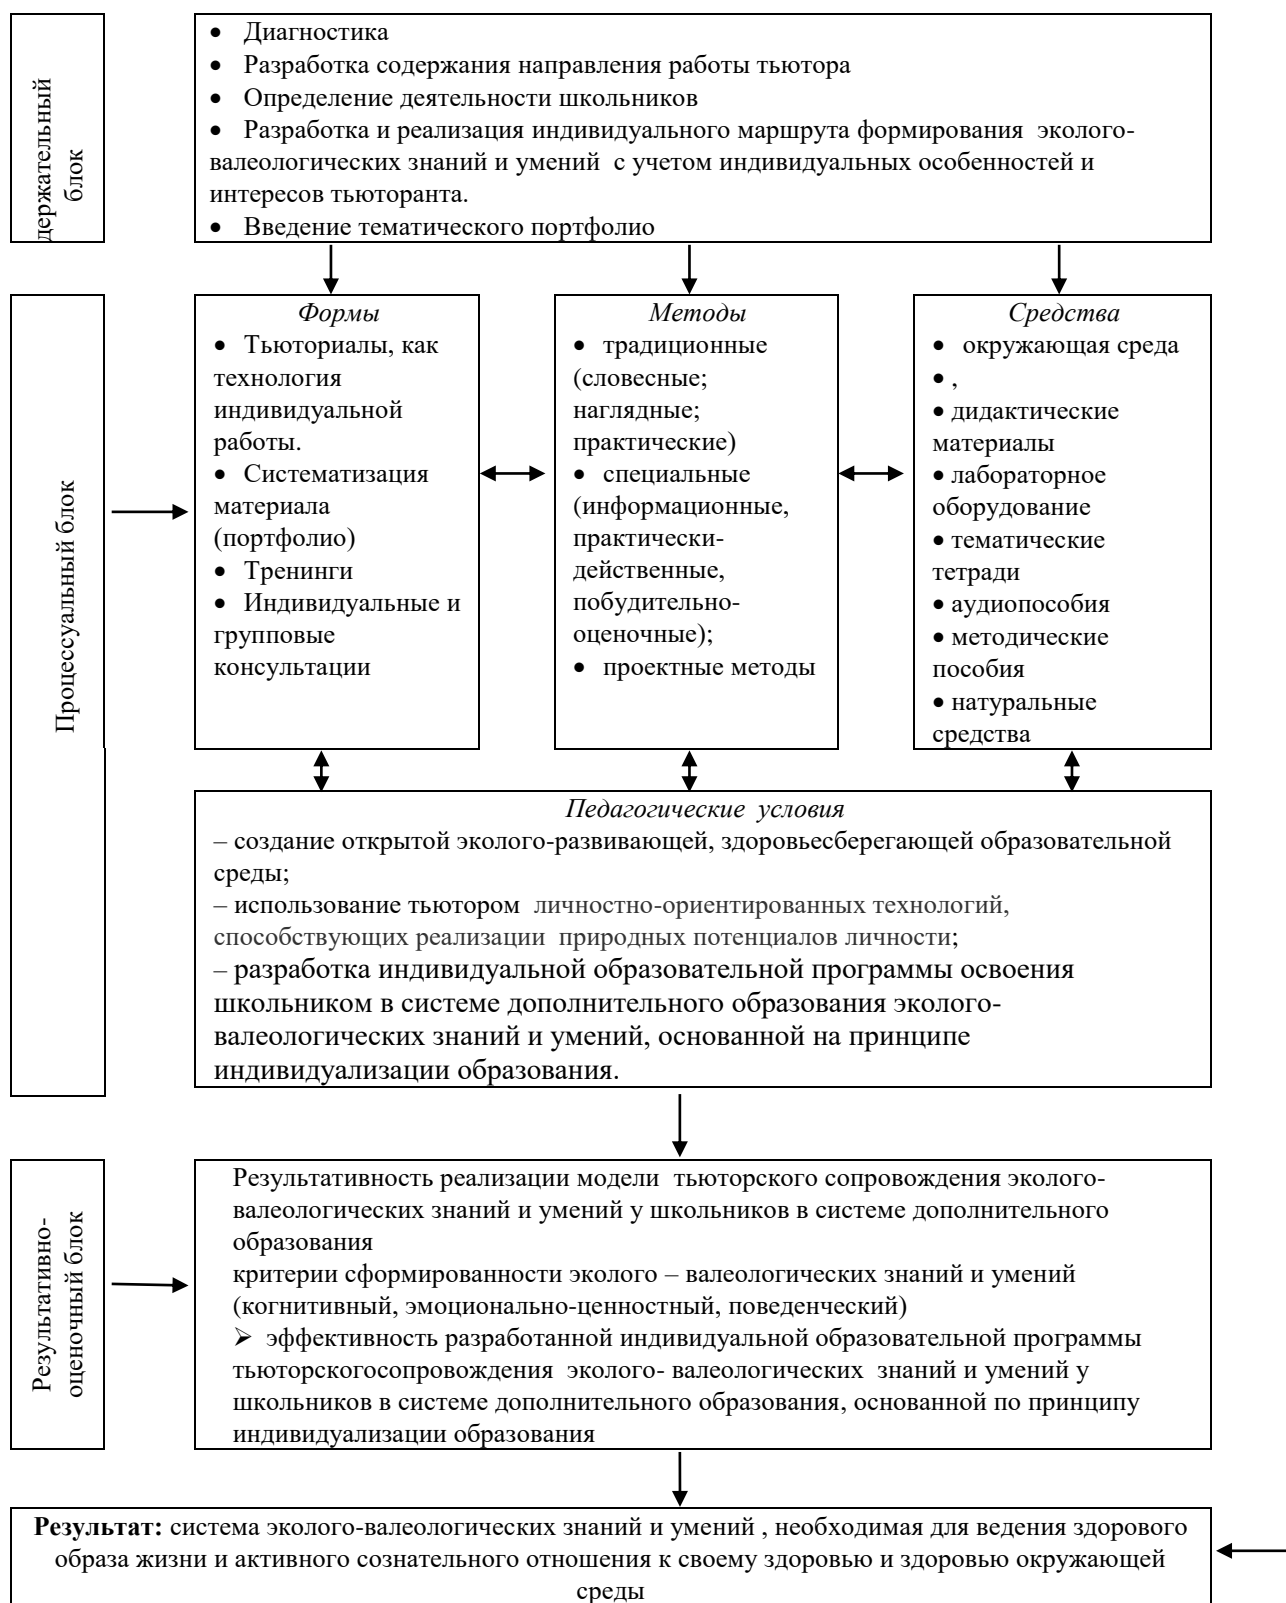 держательный
блок
• Диагностика
• Разработка содержания направления работы тьютора
• Определение деятельности школьников
• Разработка и реализация индивидуального маршрута формирования эколого-
валеологических знаний и умений с учетом индивидуальных особенностей и
интересов тьюторанта.
• Введение тематического портфолио
Процессуальный блок
Формы
• Тьюториалы, как
технология
индивидуальной
работы.
• Систематизация
материала
(портфолио)
• Тренинги
• Индивидуальные и
групповые
консультации
Методы
• традиционные
(словесные;
наглядные;
практические)
• специальные
(информационные,
практически-
действенные,
побудительно-
оценочные);
• проектные методы
Средства
• окружающая среда
• ,
• дидактические
материалы
• лабораторное
оборудование
• тематические
тетради
• аудиопособия
• методические
пособия
• натуральные
средства
Педагогические условия
– создание открытой эколого-развивающей, здоровьесберегающей образовательной
среды;
– использование тьютором личностно-ориентированных технологий,
способствующих реализации природных потенциалов личности;
– разработка индивидуальной образовательной программы освоения
школьником в системе дополнительного образования эколого-
валеологических знаний и умений, основанной на принципе
индивидуализации образования.
Результативно-
оценочный блок
Результативность реализации модели тьюторского сопровождения эколого-
валеологических знаний и умений у школьников в системе дополнительного
образования
критерии сформированности эколого – валеологических знаний и умений
(когнитивный, эмоционально-ценностный, поведенческий)
➢ эффективность разработанной индивидуальной образовательной программы
тьюторскогосопровождения эколого- валеологических знаний и умений у
школьников в системе дополнительного образования, основанной по принципу
индивидуализации образования
Результат: система эколого-валеологических знаний и умений , необходимая для ведения здорового
образа жизни и активного сознательного отношения к своему здоровью и здоровью окружающей
среды